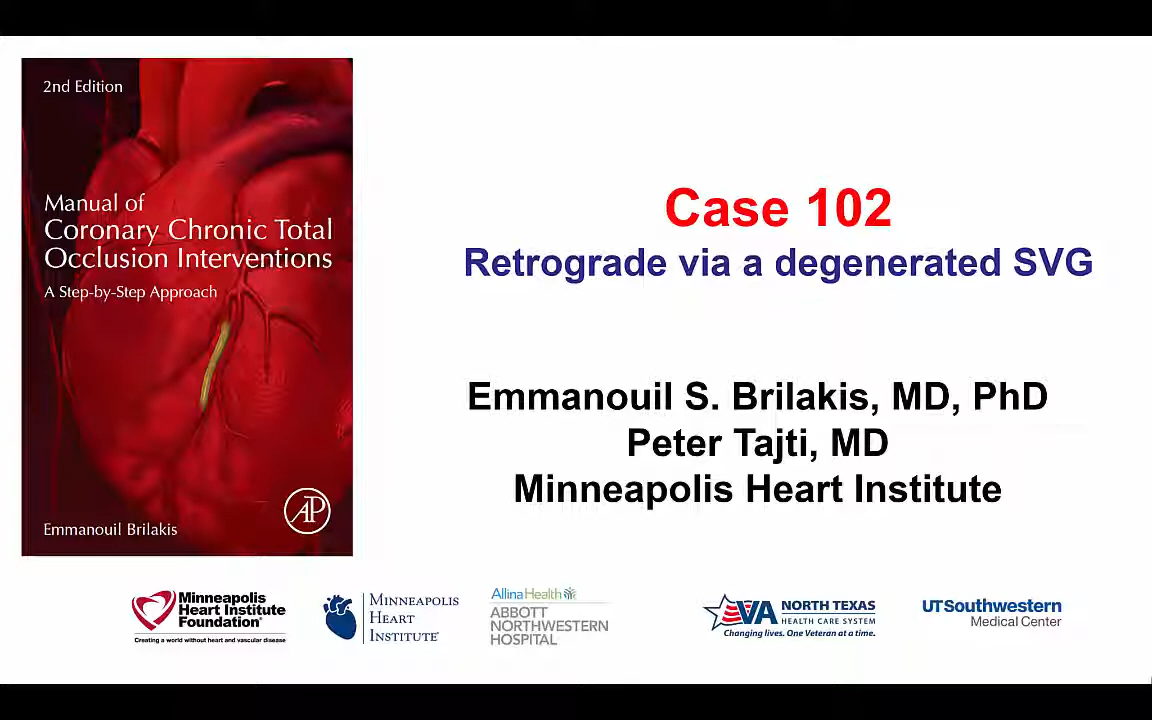 2nd Edition
Manual of
Coronary Chronic Total
Occlusion Interventions
A Step-by-Step Approach
AP
Emmanouil Brilakis
Case 102
Retrograde via a degenerated SVG
Emmanouil S. Brilakis, MD, PhD
Peter Tajti, MD
Minneapolis Heart Institute
Minneapolis
Heart Institute
Foundation®
Creating a world without heart and vascular disease
MINNEAPOLIS
HEART
INSTITUTE®
Allina Health
ABBOTT
NORTHWESTERN
HOSPITAL
VA NORTH TEXAS
HEALTH CARE SYSTEM
Changing lives. One Veteran at a time.
UTSouthwestern
Medical Center